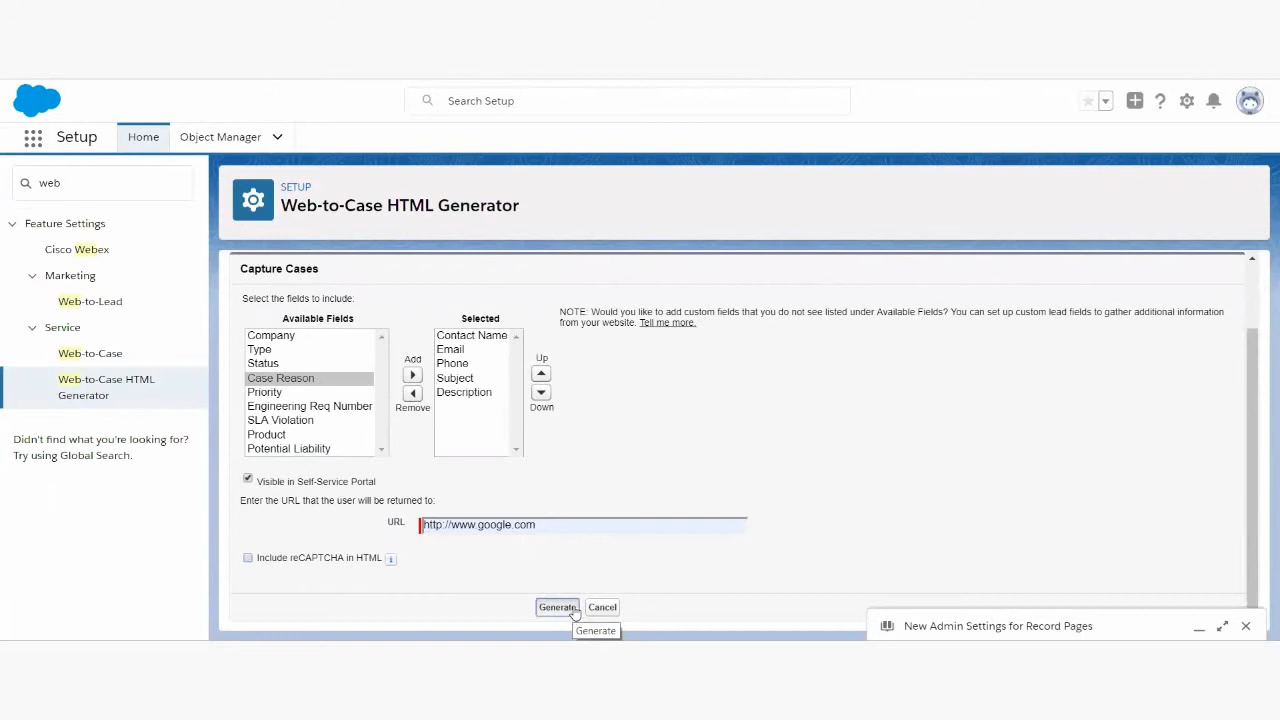 Search Setup
Setup
Home
Object Manager
web
Feature Settings
Cisco Webex
Marketing
Web-to-Lead
Service
Web-to-Case
Web-to-Case HTML
Generator
Didn't find what you're looking for?
Try using Global Search.
SETUP
Web-to-Case HTML Generator
Capture Cases
Select the fields to include:
NOTE: Would you like to add custom fields that you do not see listed under Available Fields? You can set up custom lead fields to gather additional information
from your website. Tell me more.
Available Fields
Company
Type
Status
Case Reason
Priority
Engineering Req Number
SLA Violation
Product
Potential Liability
Add
Remove
Selected
Contact Name
Email
Phone
Subject
Description
Up
Down
Visible in Self-Service Portal
Enter the URL that the user will be returned to:
URL
http://www.google.com
Include reCAPTCHA in HTML
Generate
Cancel
Generate
New Admin Settings for Record Pages